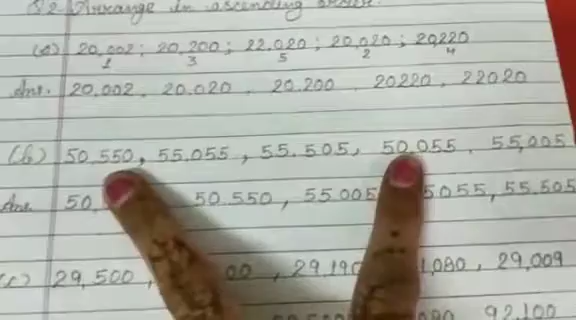 Q2 Arrange in ascending
(a) 20,002; 20,200; 22,020; 20,020; 20,220
1 3 5 2 4
Ans. 20,002, 20,020, 20,200, 20220, 22020
(b) 50,550, 55,055, 55,505, 50,055, 55,005
Ans. 50, 50,550, 55,005 5055, 55,505
(c) 29,500, 00, 29,190 1,080, 29,009
92,100